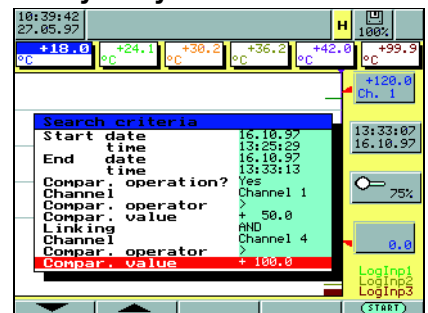 10:39:42
27.05.97
H
100%
+18.0 °C
+24.1 °C
+30.2 °C
+36.2 °C
+42.0 °C
+99.9 °C
+120.0
Ch. 1
Search criteria
Start date 16.10.97
time 13:25:29
End date 16.10.97
time 13:33:13
Compar. operation? Yes
Channel Channel 1
Compar. operator >
Compar. value + 50.0
Linking AND
Channel Channel 4
Compar. operator >
Compar. value + 100.0
13:33:07
16.10.97
75%
0.0
LogInp1
LogInp2
LogInp3
(START)